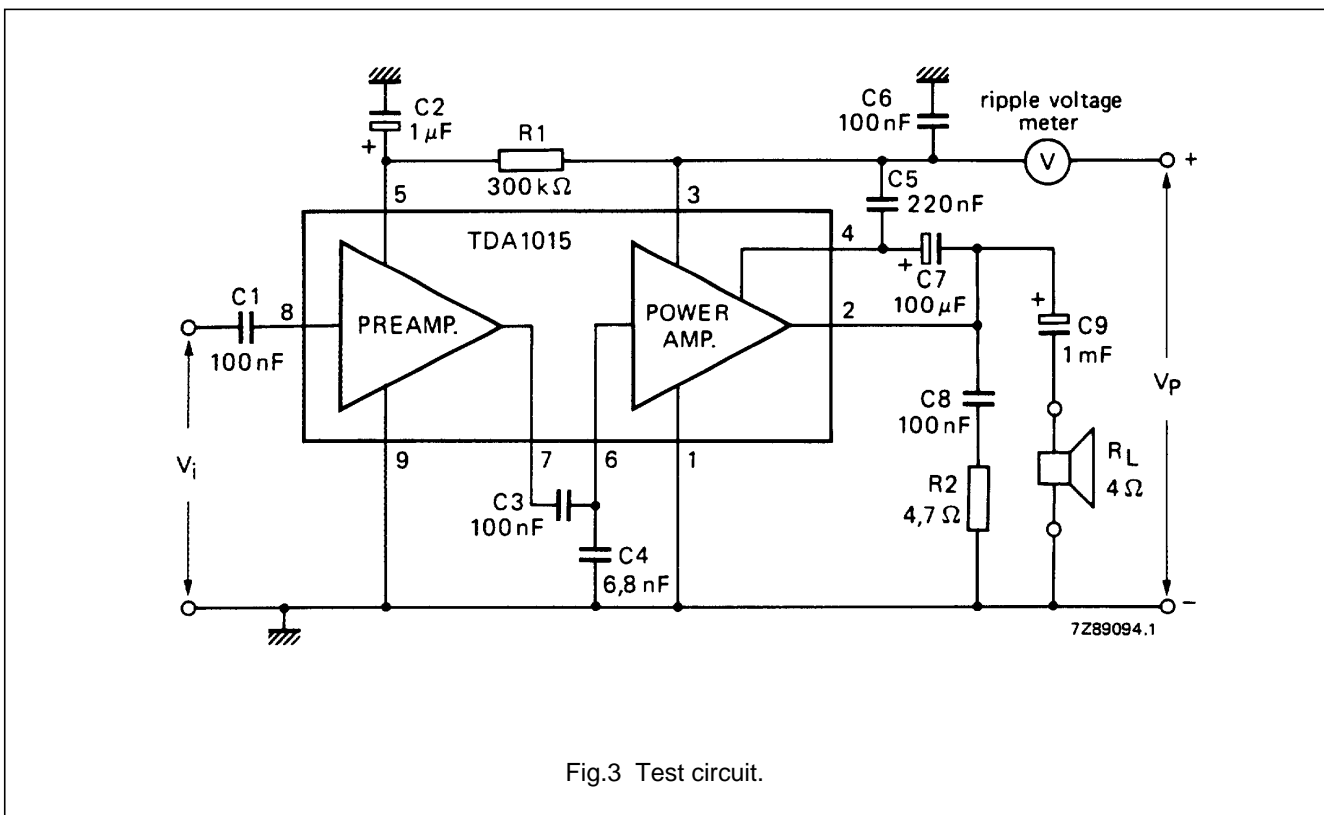 C2
1 μF
+
R1
300 kΩ
C6
100 nF
ripple voltage
meter
V
+
5
3
C5
220 nF
TDA1015
4
+
C7
100 μF
C1
100 nF
8
PREAMP.
POWER
AMP.
2
+
C9
1 mF
Vi
VP
C8
100 nF
9
7
6
1
C3
100 nF
R2
4,7 Ω
RL
4 Ω
C4
6,8 nF
–
7Z89094.1
Fig.3 Test circuit.